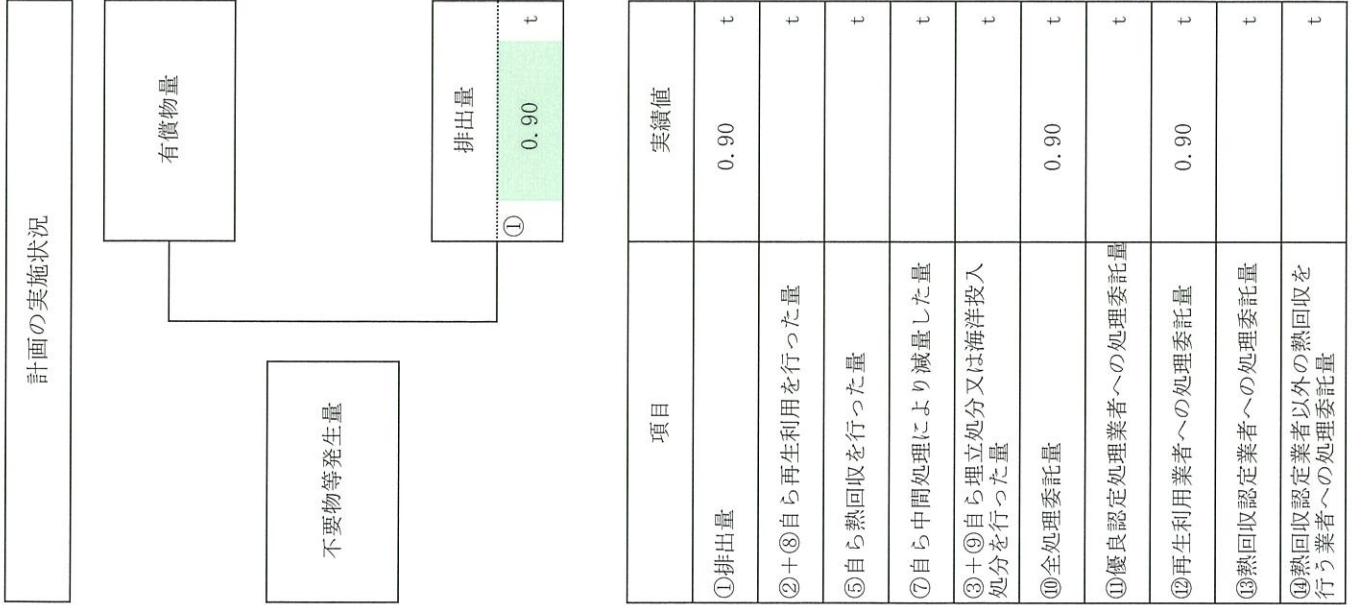 計画の実施状況
有償物量
不要物等発生量
排出量
① 0.90 t
項目 実績値
①排出量 0.90 t
②+⑧自ら再生利用を行った量 t
⑤自ら熱回収を行った量 t
⑦自ら中間処理により減量した量 t
③+⑨自ら埋立処分又は海洋投入
処分を行った量 t
⑩全処理委託量 0.90 t
⑪優良認定処理業者への処理委託量 t
⑫再生利用業者への処理委託量 0.90 t
⑬熱回収認定業者への処理委託量 t
⑭熱回収認定業者以外の熱回収を
行う業者への処理委託量 t